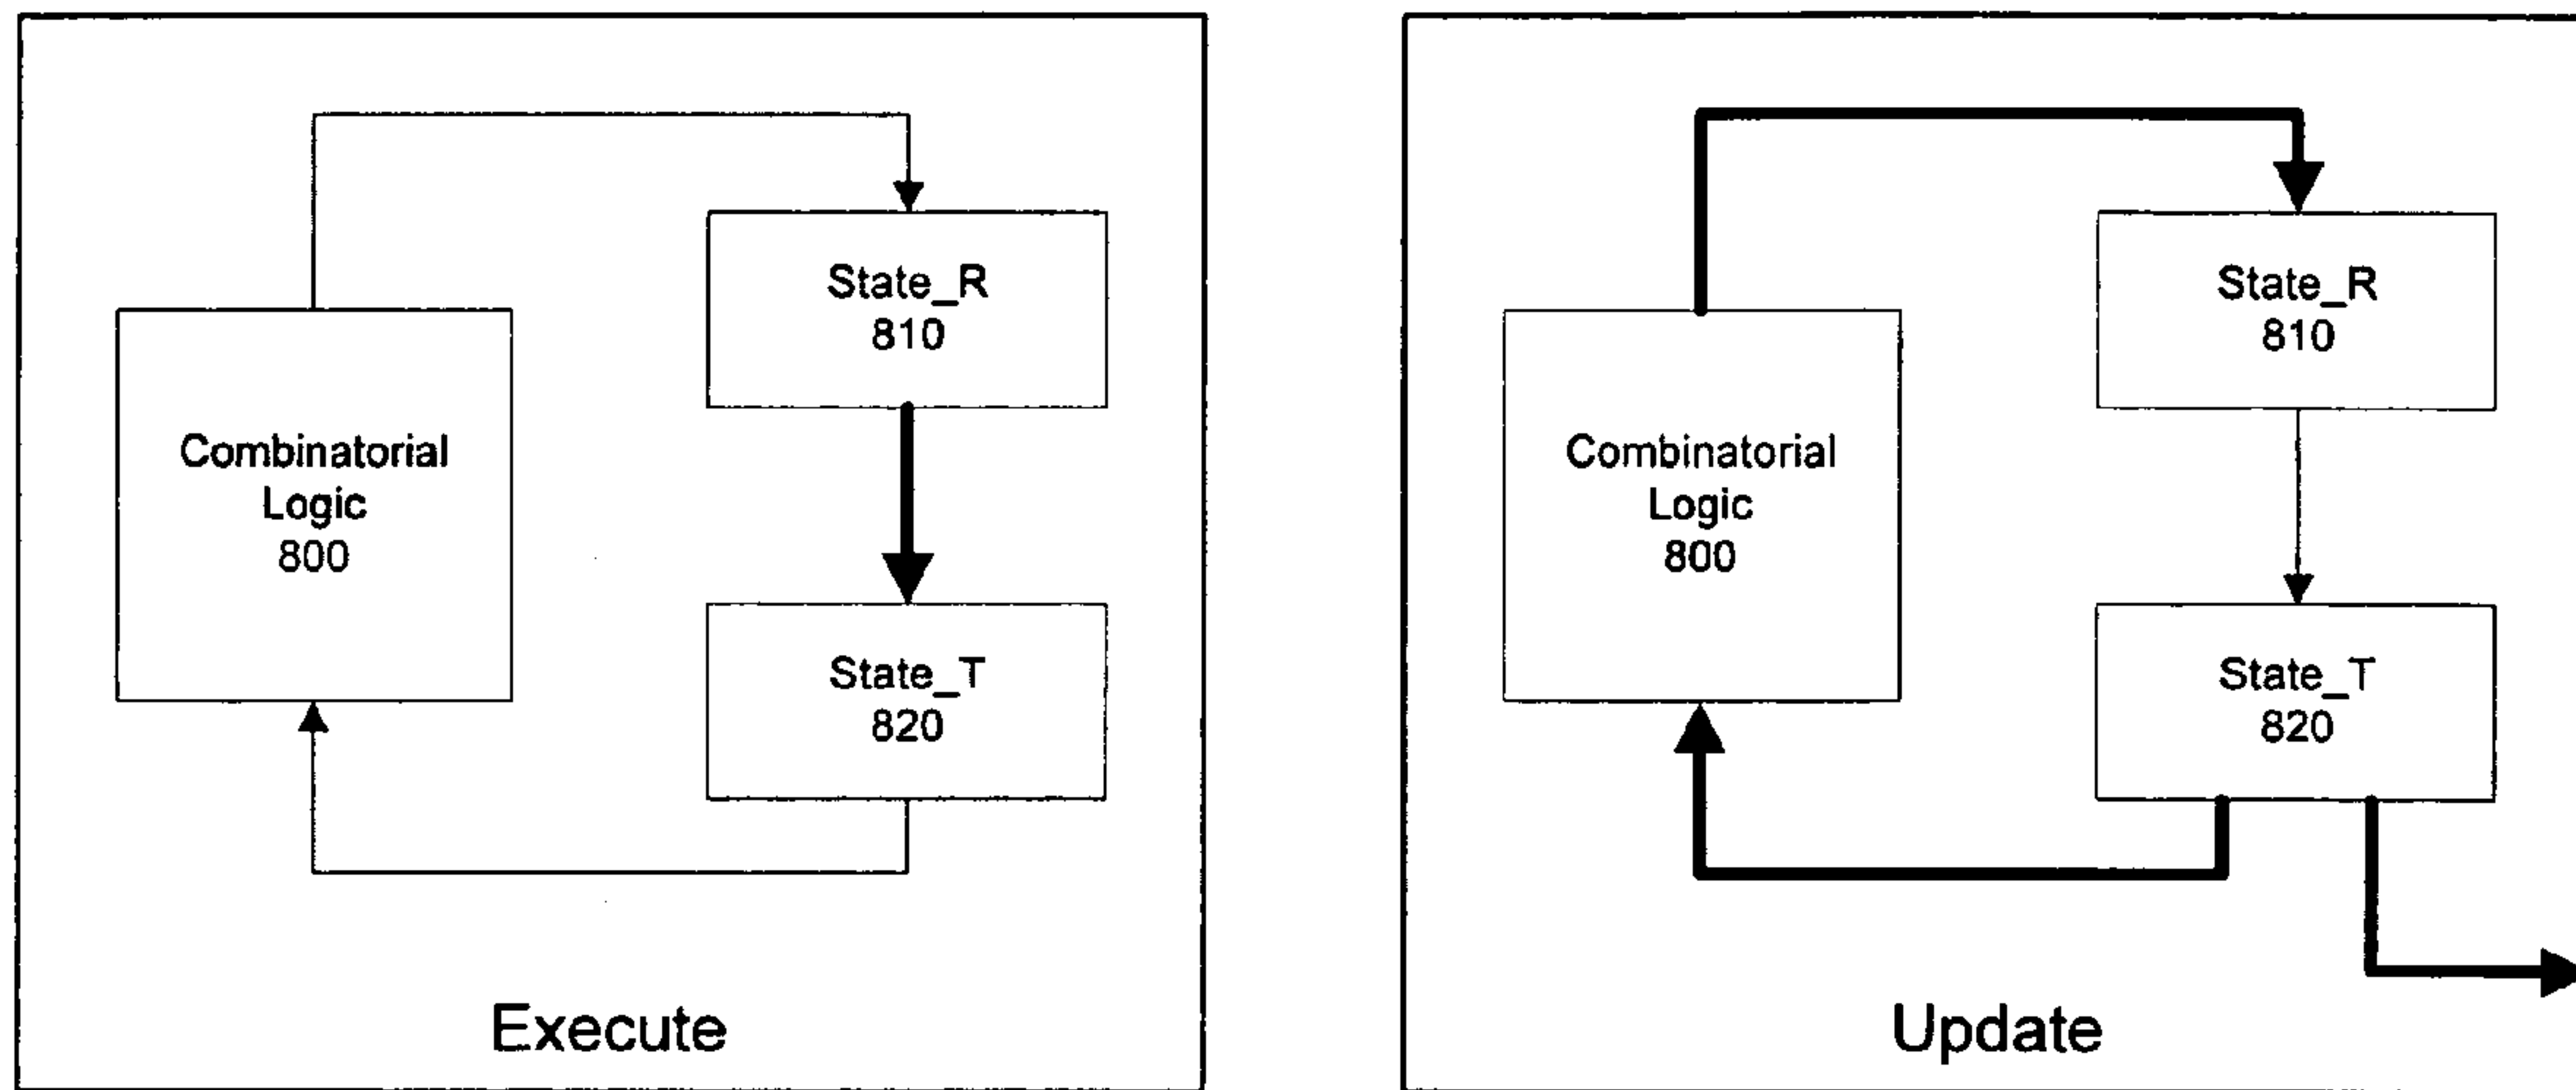 State_R
810
Combinatorial
Logic
800
State_T
820
Execute
State_R
810
Combinatorial
Logic
800
State_T
820
Update